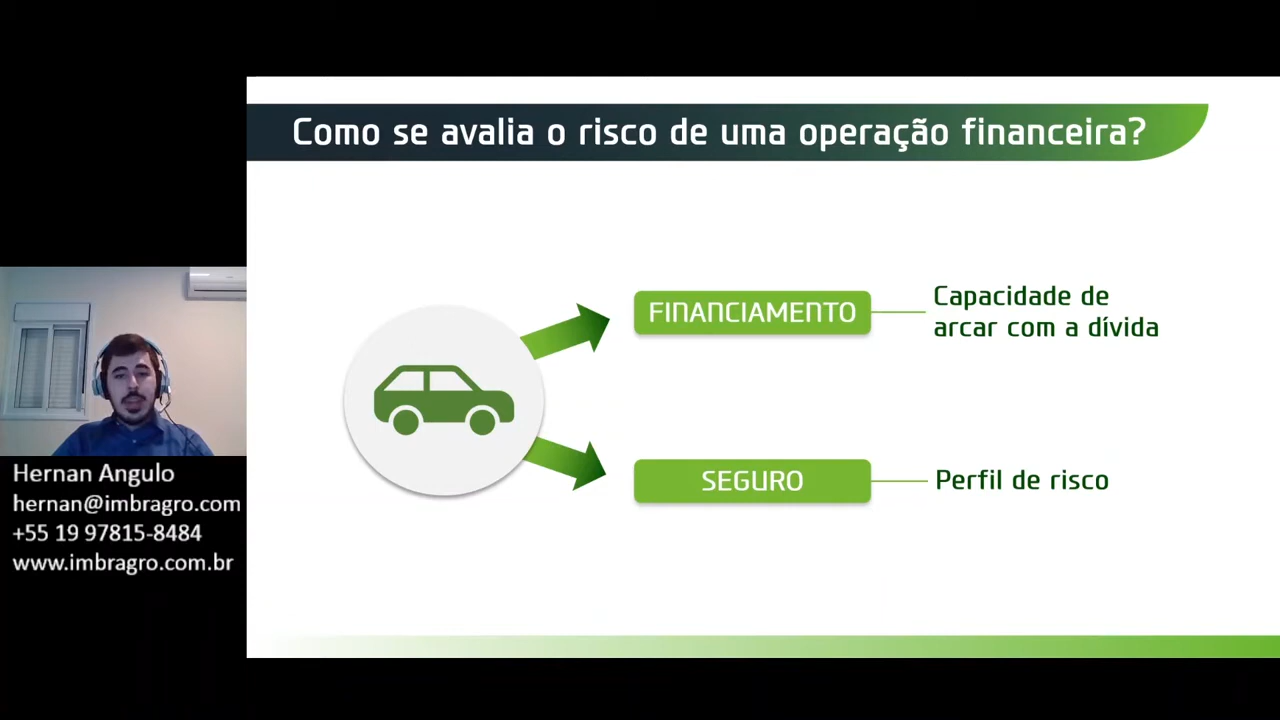 Como se avalia o risco de uma operação financeira?
FINANCIAMENTO
Capacidade de
arcar com a dívida
SEGURO
Perfil de risco
Hernan Angulo
hernan@imbragro.com
+55 19 97815-8484
www.imbragro.com.br